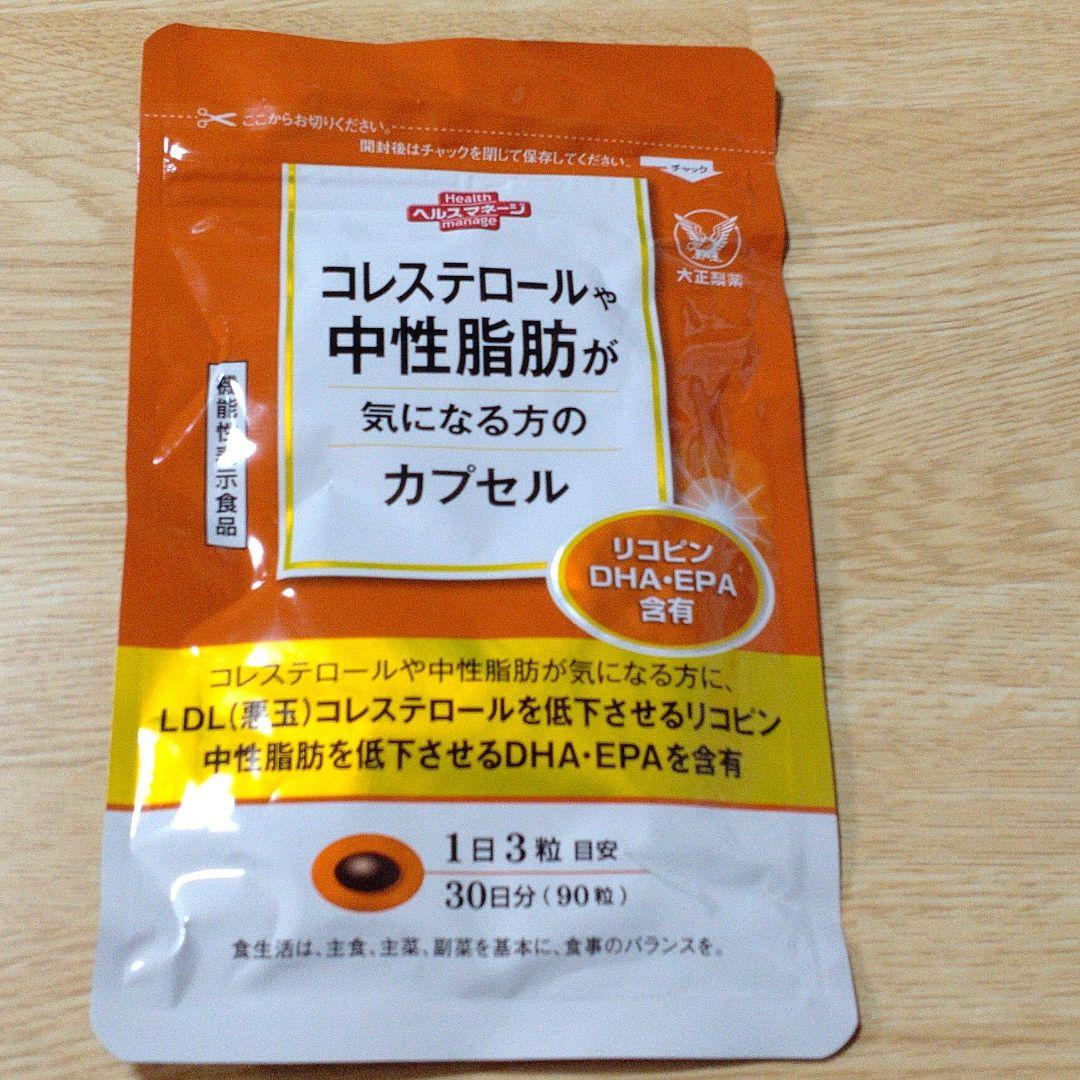 ここからお切りください。
開封後はチャックを閉じて保存してください。
チャック
Health
ヘルスマネージ
manage
大正製薬
コレステロールや
中性脂肪が
気になる方の
カプセル
機能性表示食品
リコピン
DHA・EPA
含有
コレステロールや中性脂肪が気になる方に、
LDL(悪玉)コレステロールを低下させるリコピン
中性脂肪を低下させるDHA・EPAを含有
1日3粒 目安
30日分(90粒)
食生活は、主食、主菜、副菜を基本に、食事のバランスを。